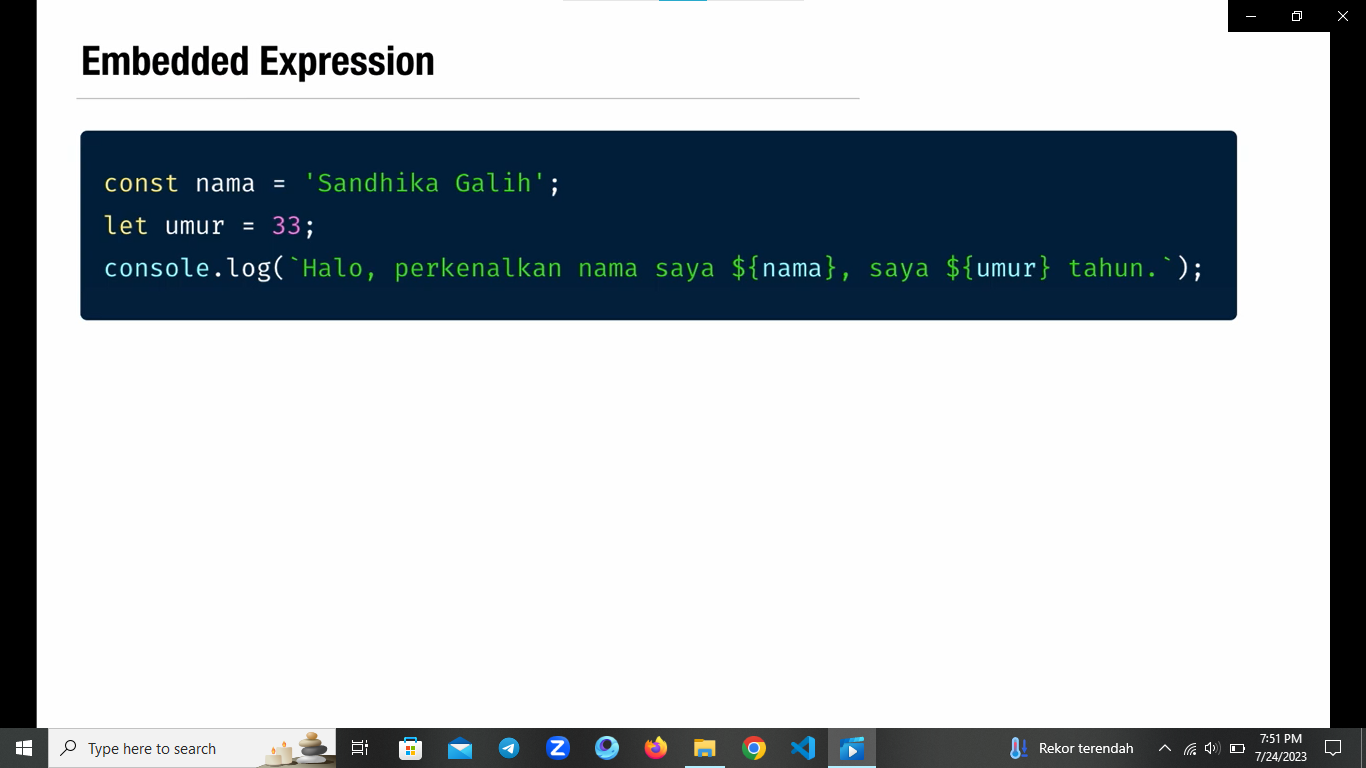 Embedded Expression
const nama = 'Sandhika Galih';
let umur = 33;
console.log(`Halo, perkenalkan nama saya ${nama}, saya ${umur} tahun.`);
Type here to search
Rekor terendah
7:51 PM
7/24/2023